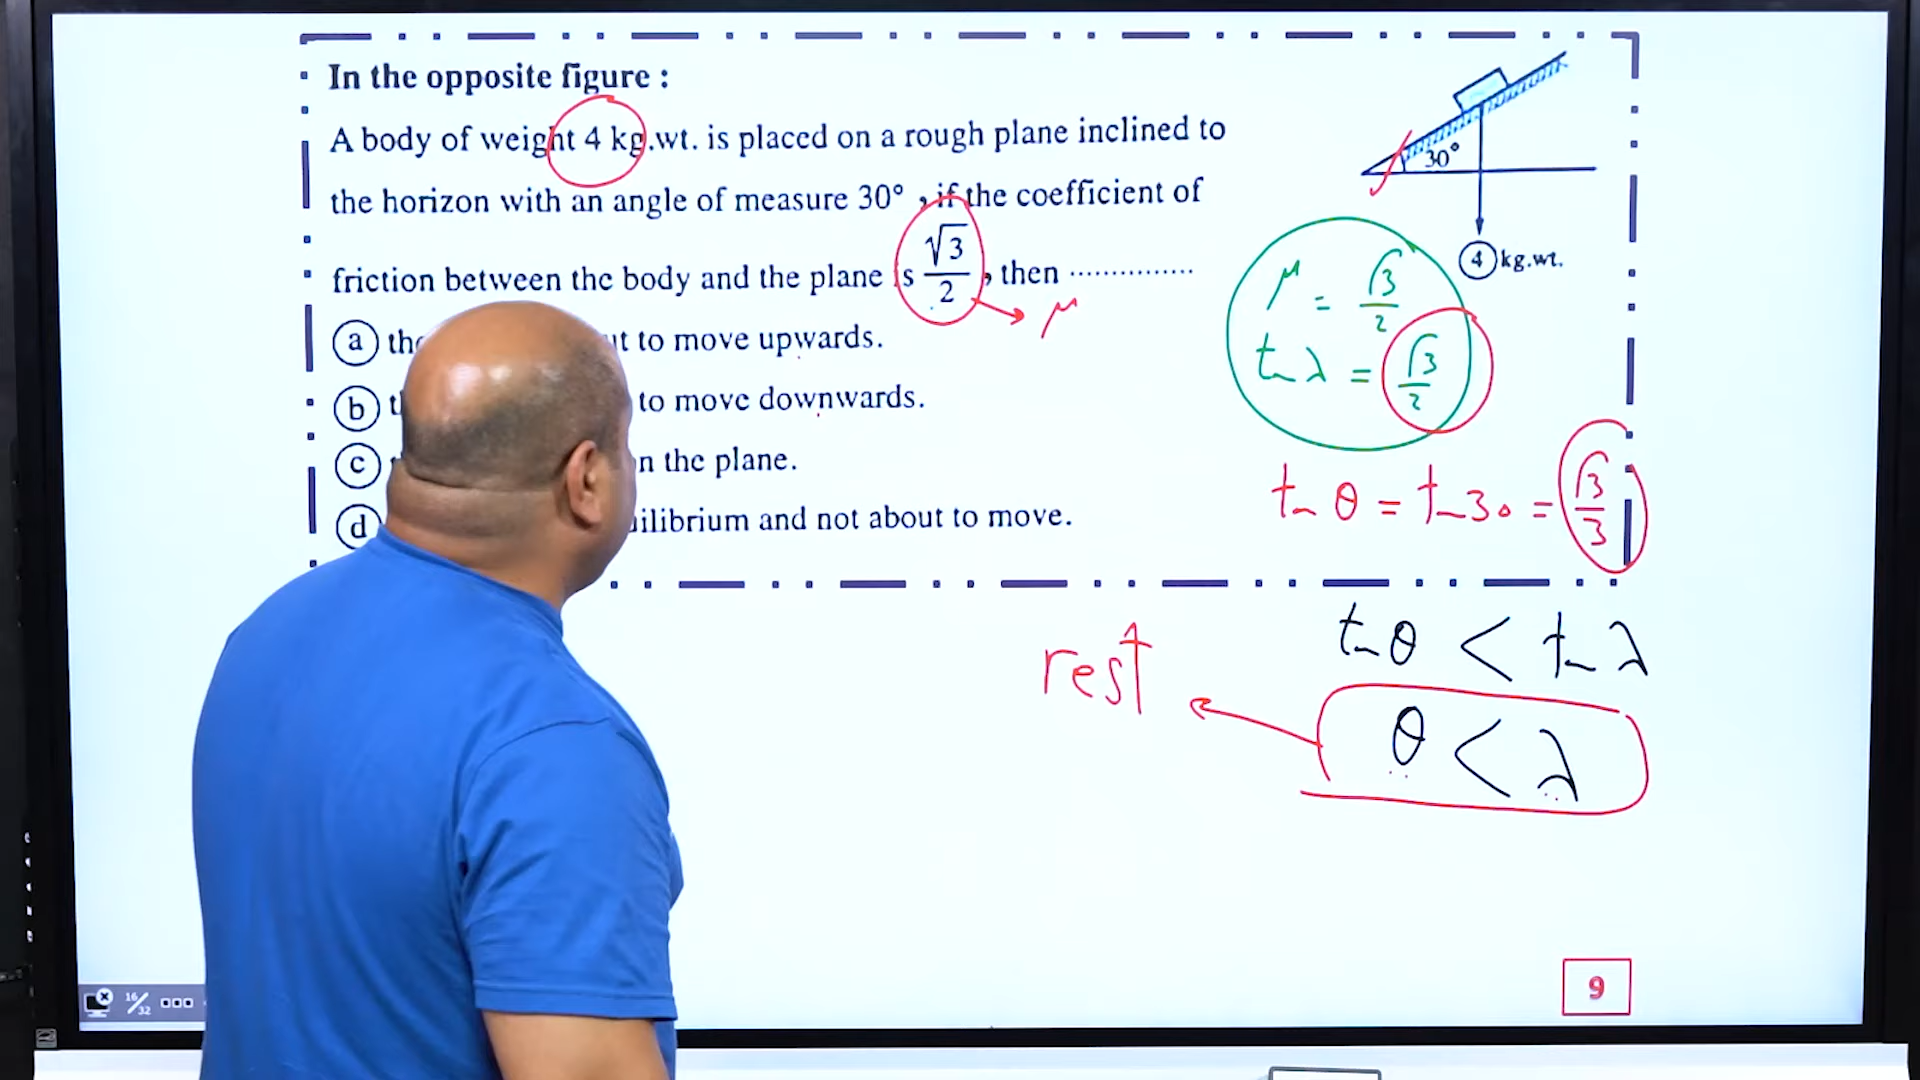 In the opposite figure :
A body of weight 4 kg.wt. is placed on a rough plane inclined to
the horizon with an angle of measure 30° , if the coefficient of
friction between the body and the plane is √3/2 , then ...............
μ
a to move upwards.
b to move downwards.
c the plane.
d and not about to move.
30°
4 kg.wt.
μ = √3/2
tan λ = √3/2
tan θ = tan 30 = √3/3
tan θ < tan λ
θ < λ
rest
16/32
9